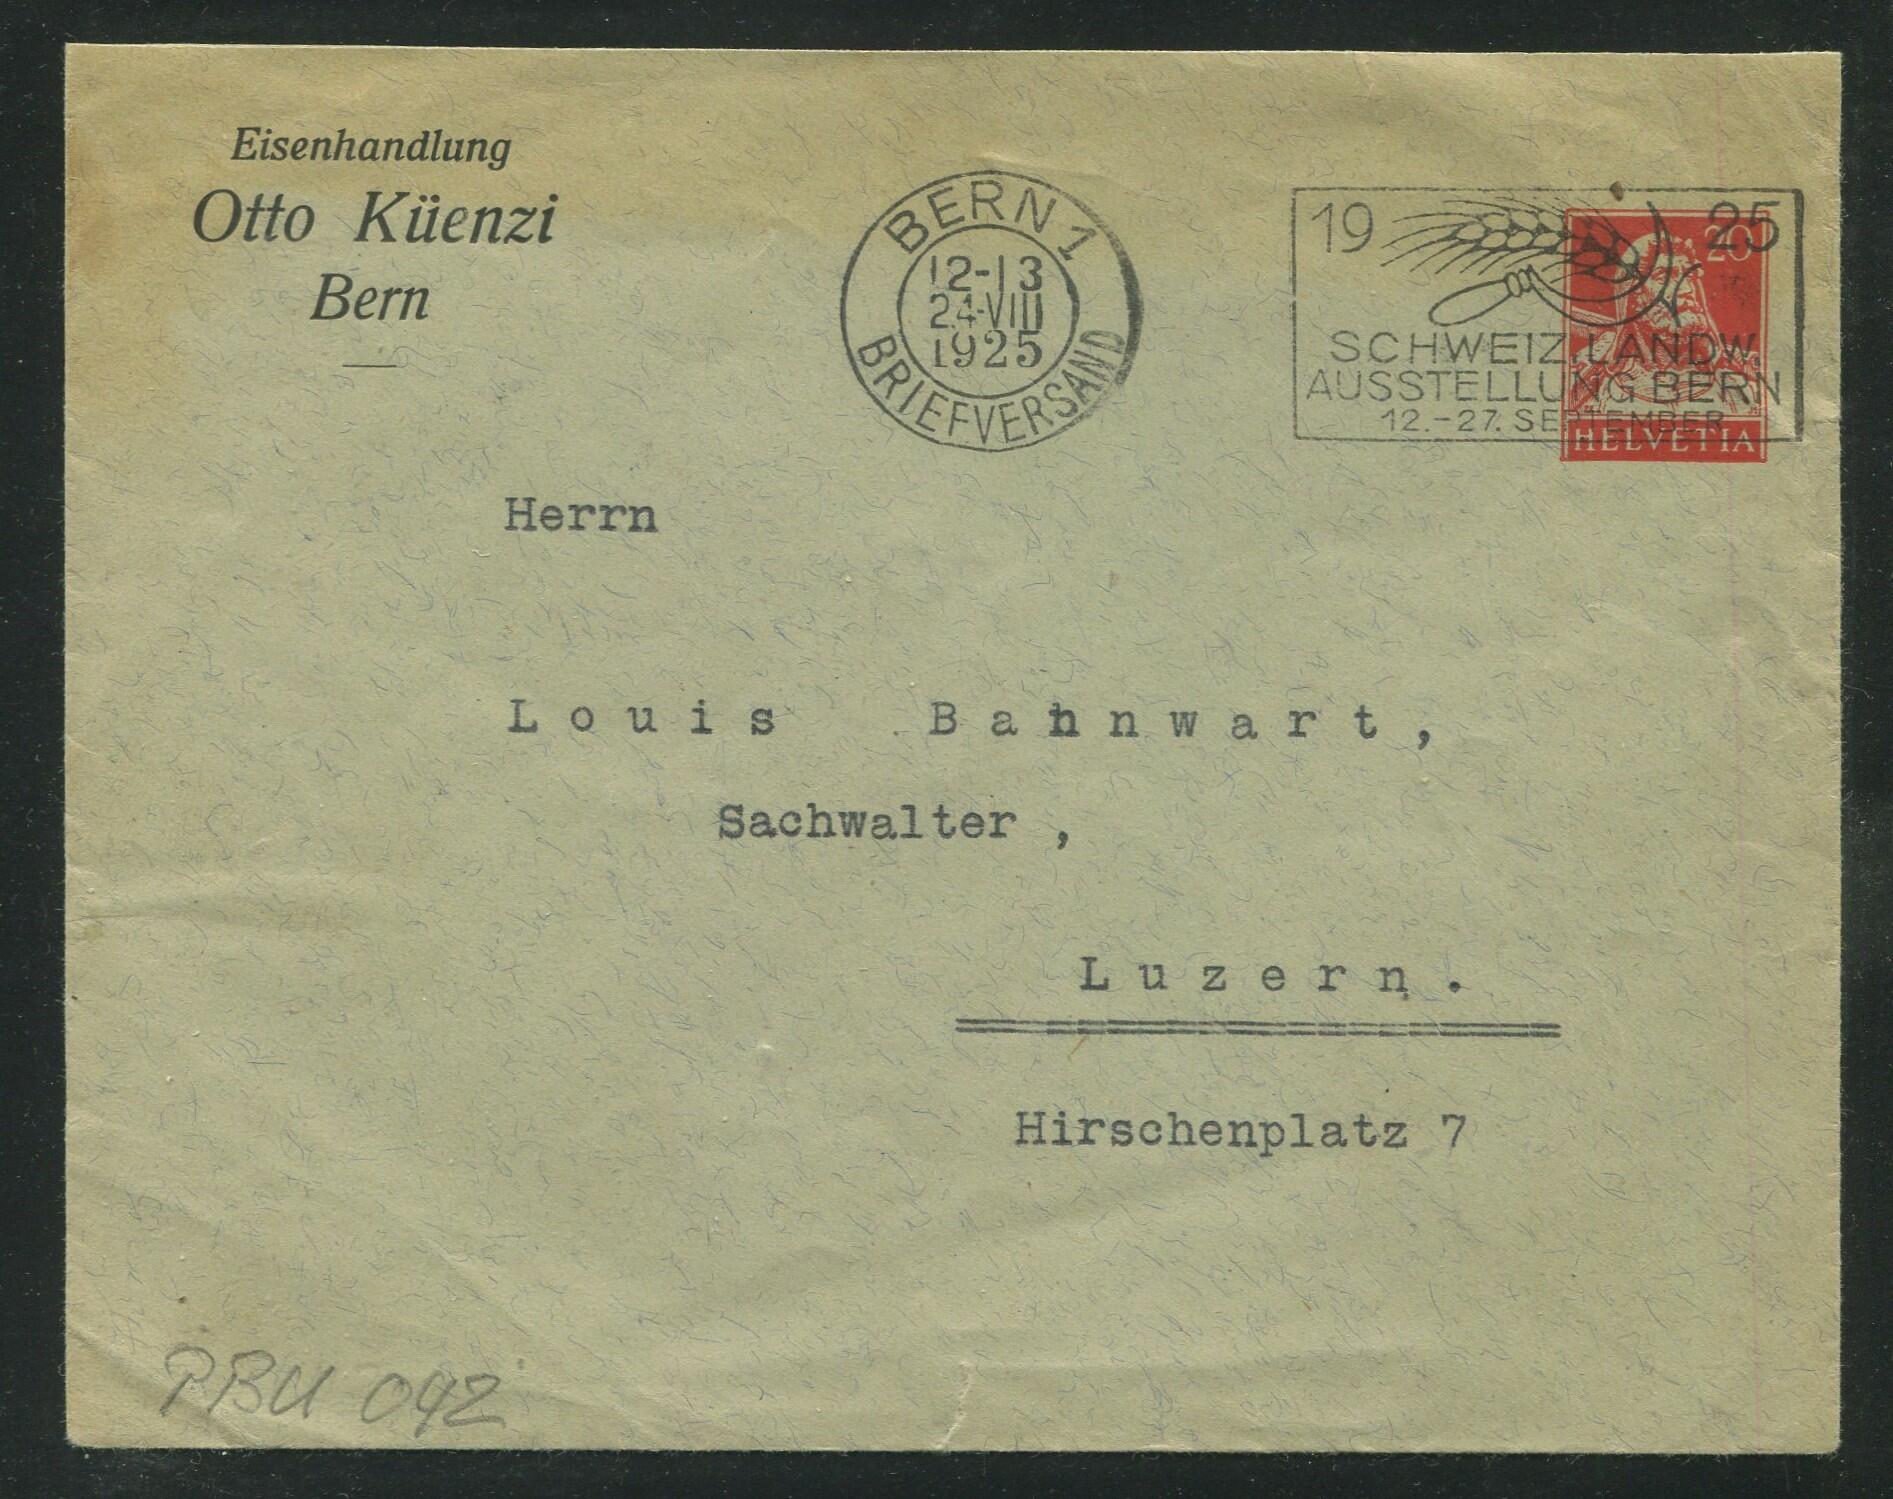 Eisenhandlung
Otto Küenzi
Bern
BERN 1
12-13
24·VIII
1925
BRIEFVERSAND
19 25
SCHWEIZ. LANDW.
AUSSTELLUNG BERN
12.-27. SEPTEMBER
20
HELVETIA
Herrn
Louis Bannwart,
Sachwalter,
Luzern.
Hirschenplatz 7
PBU 042